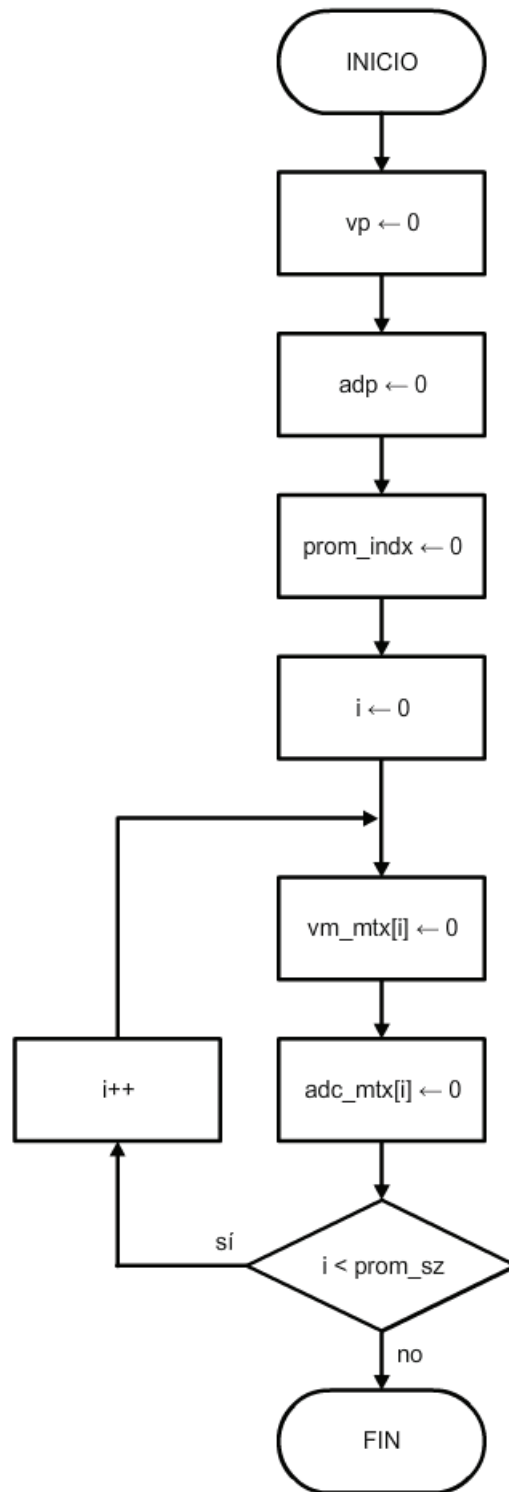 INICIO
vp ← 0
adp ← 0
prom_indx ← 0
i ← 0
vm_mtx[i] ← 0
i++
adc_mtx[i] ← 0
sí
i < prom_sz
no
FIN